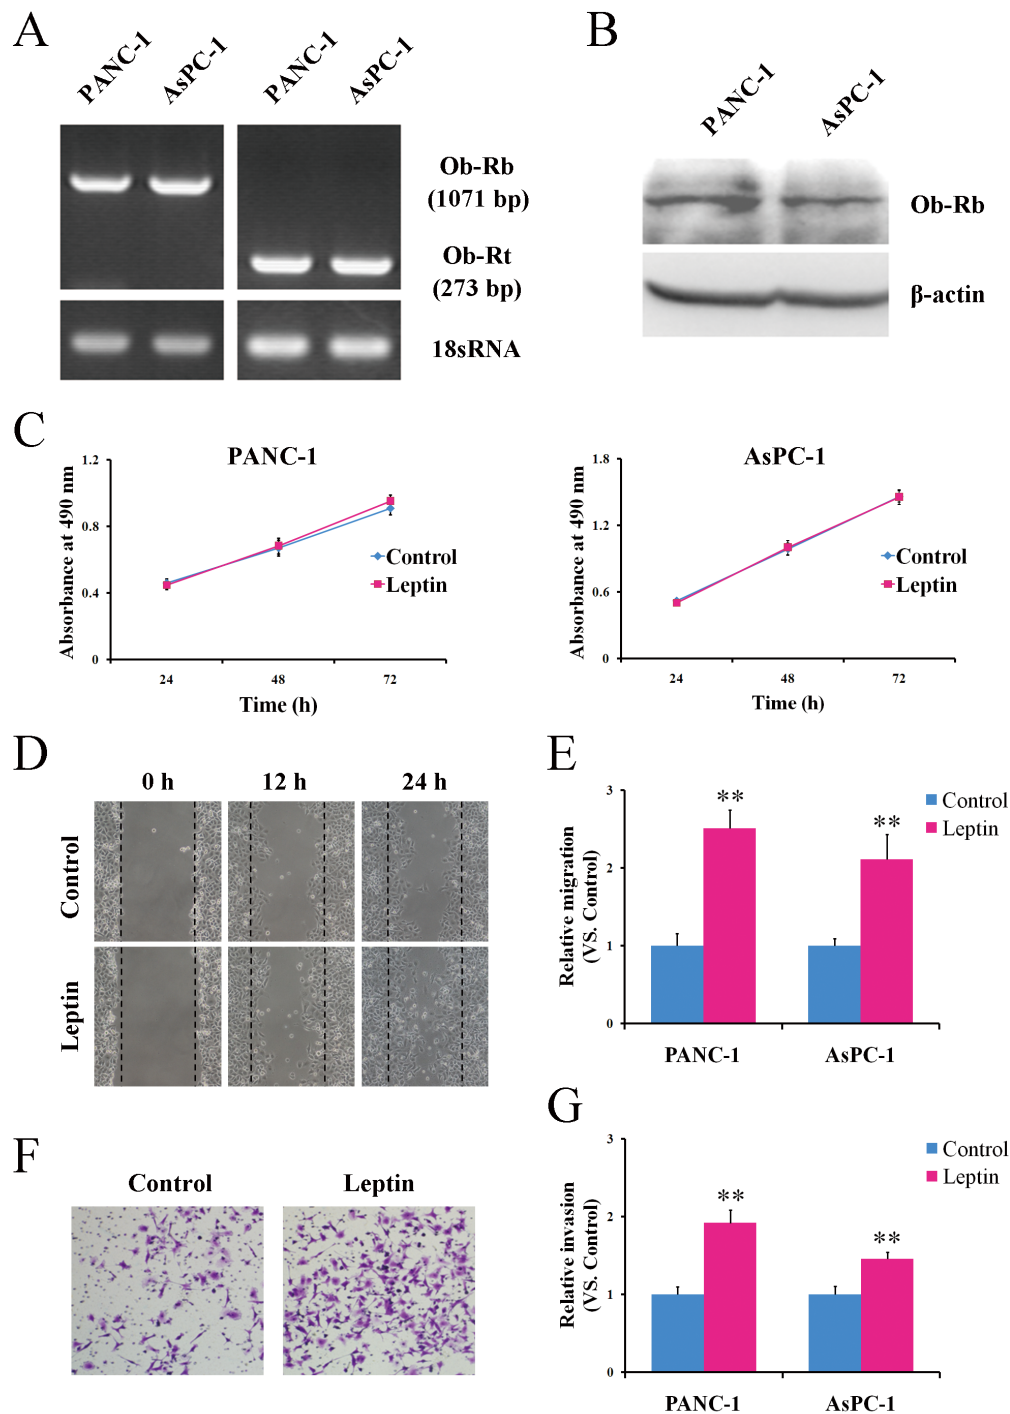 A
PANC-1
AsPC-1
PANC-1
AsPC-1
Ob-Rb
(1071 bp)
Ob-Rt
(273 bp)
18sRNA
B
PANC-1
AsPC-1
Ob-Rb
β-actin
C
PANC-1
Absorbance at 490 nm
1.2
0.8
0.4
0
24
48
72
Time (h)
Control
Leptin
AsPC-1
Absorbance at 490 nm
1.8
1.2
0.6
0
24
48
72
Time (h)
Control
Leptin
D
0 h
12 h
24 h
Control
Leptin
E
Relative migration
(VS. Control)
3
2
1
0
**
**
PANC-1
AsPC-1
Control
Leptin
F
Control
Leptin
G
Relative invasion
(VS. Control)
3
2
1
0
**
**
PANC-1
AsPC-1
Control
Leptin